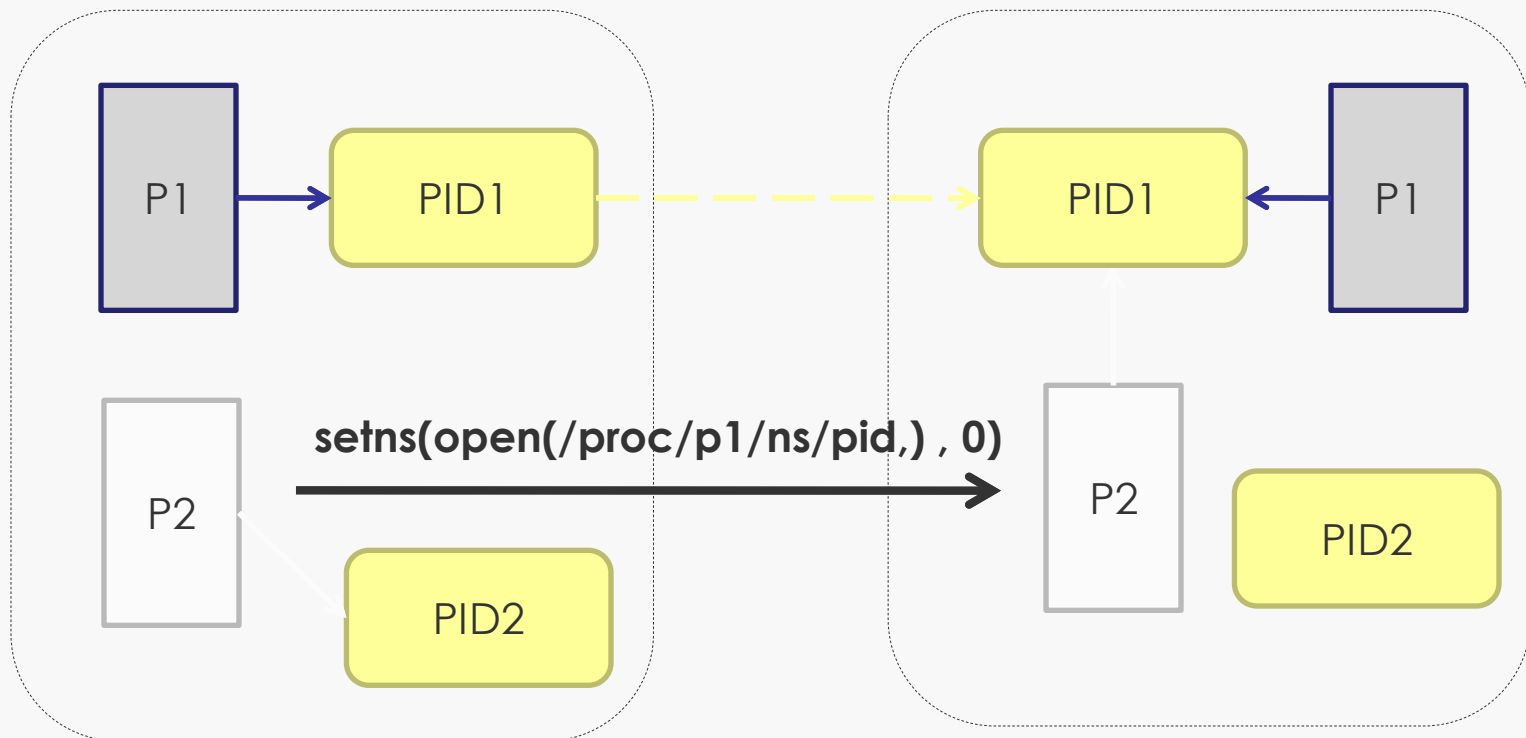 P1
PID1
PID1
P1
setns(open(/proc/p1/ns/pid,) , 0)
P2
P2
PID2
PID2